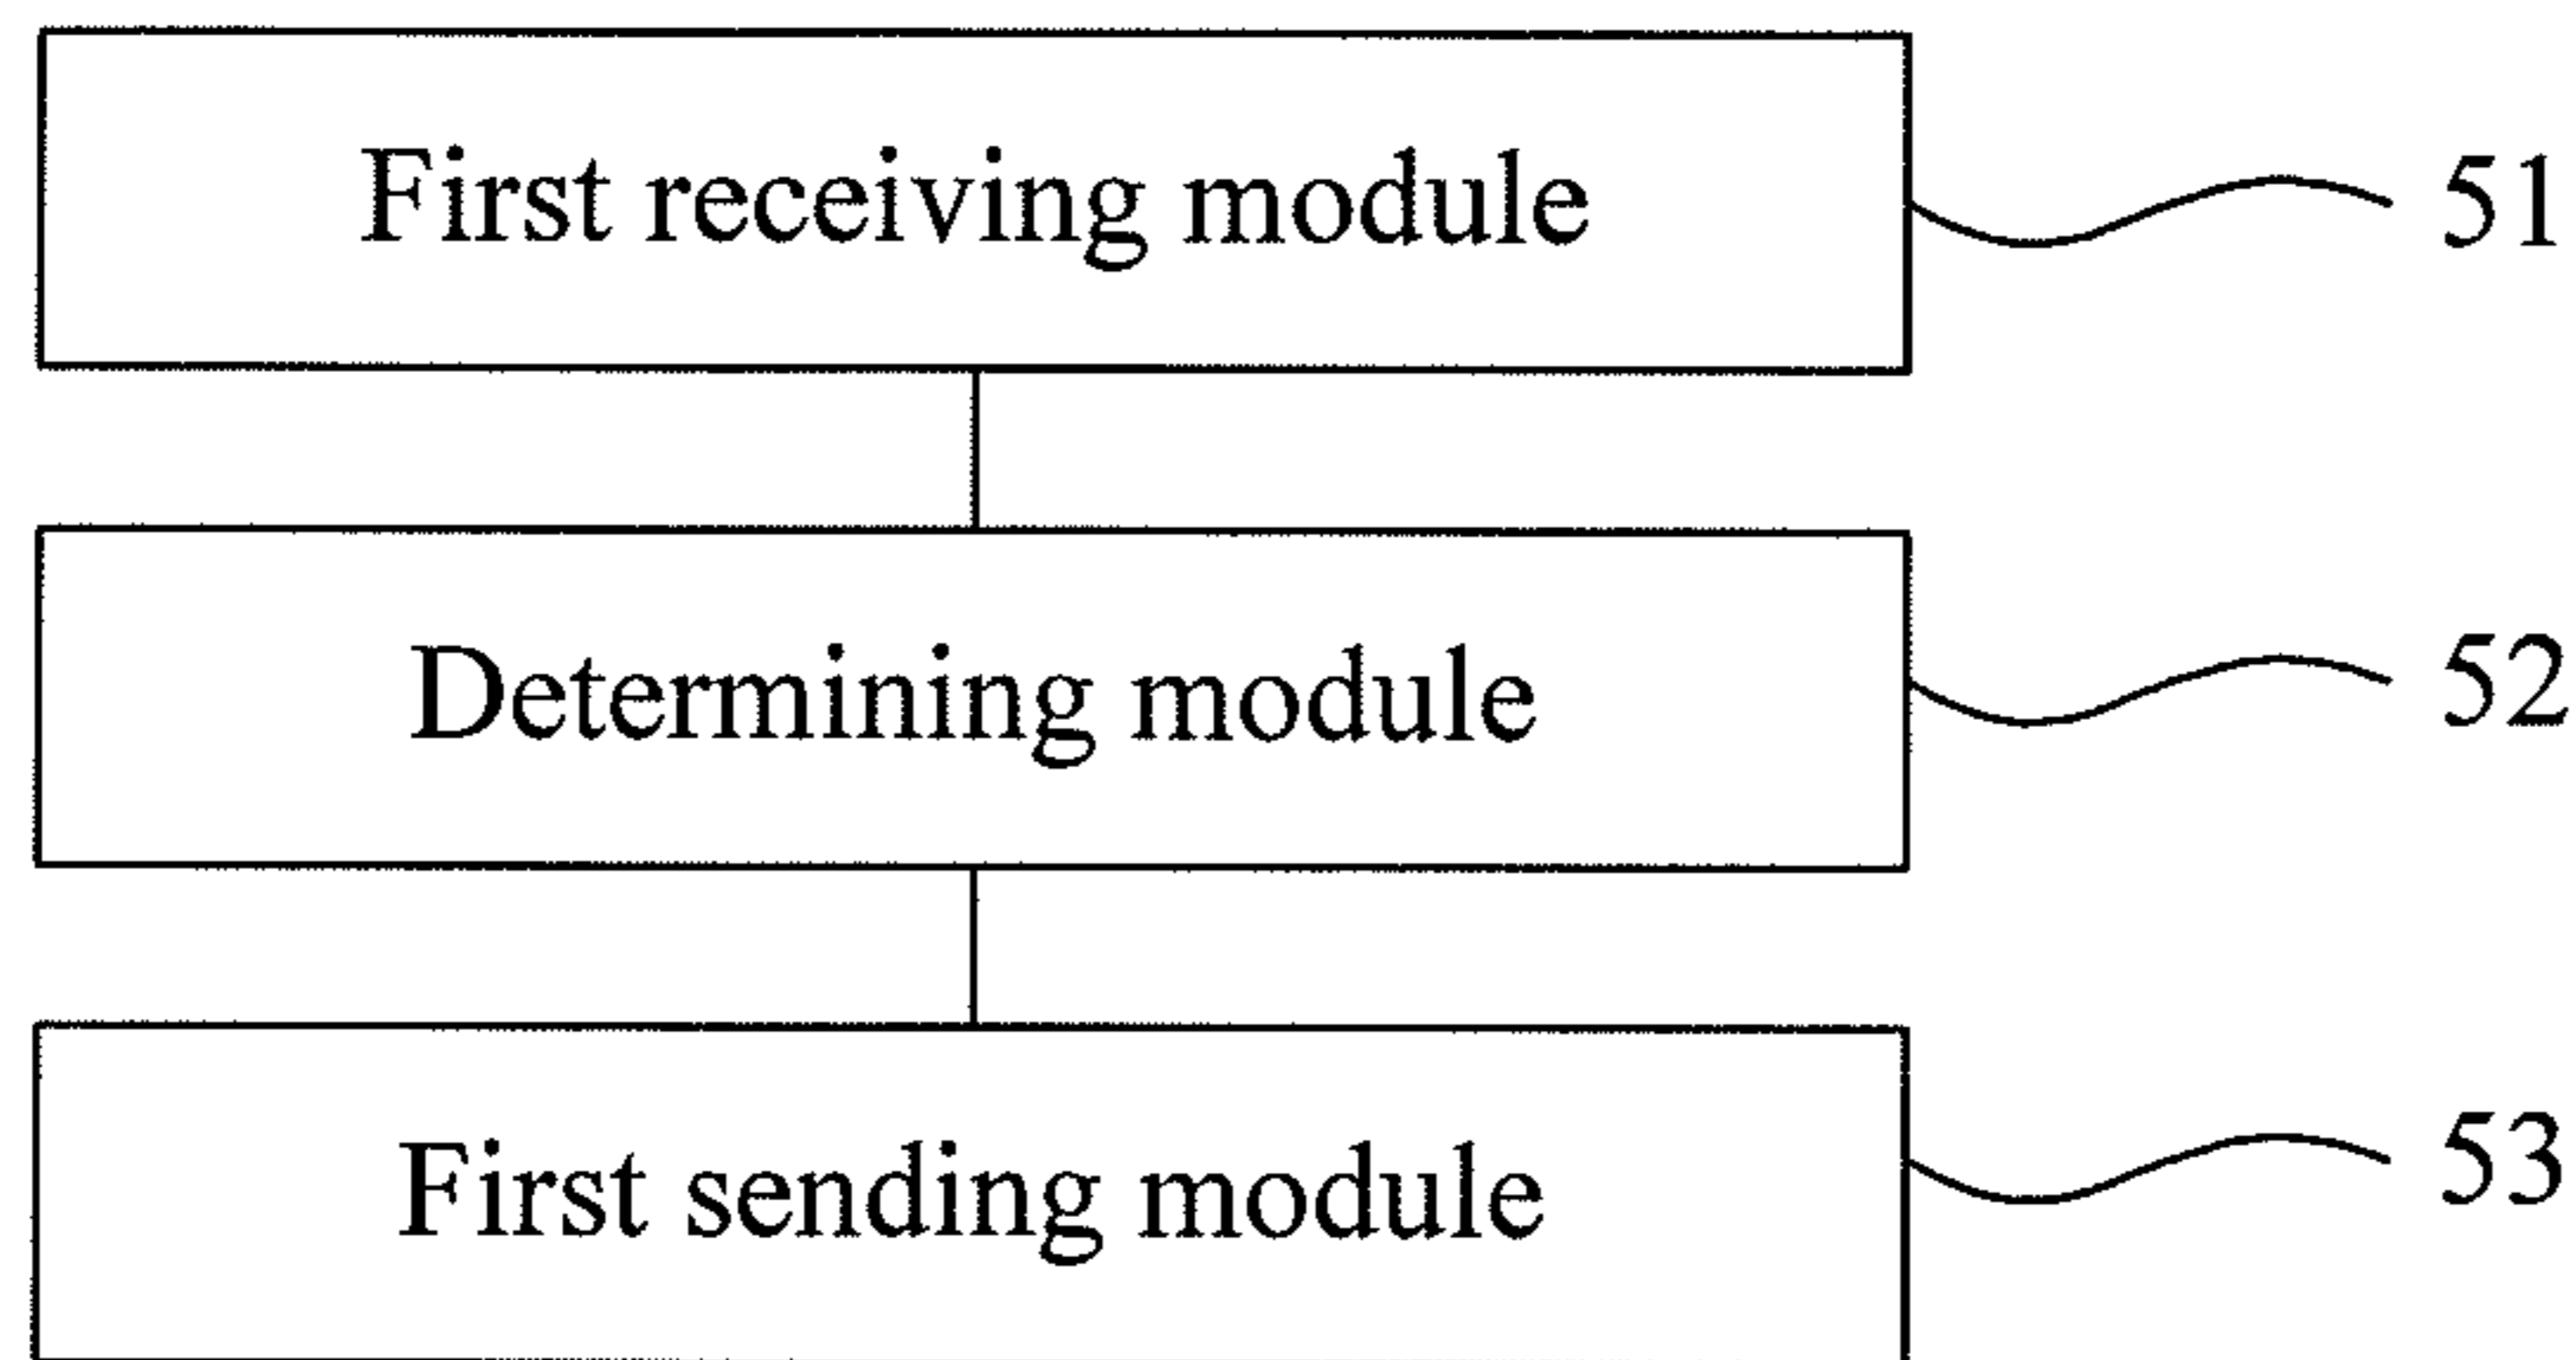 First receiving module 51
Determining module 52
First sending module 53